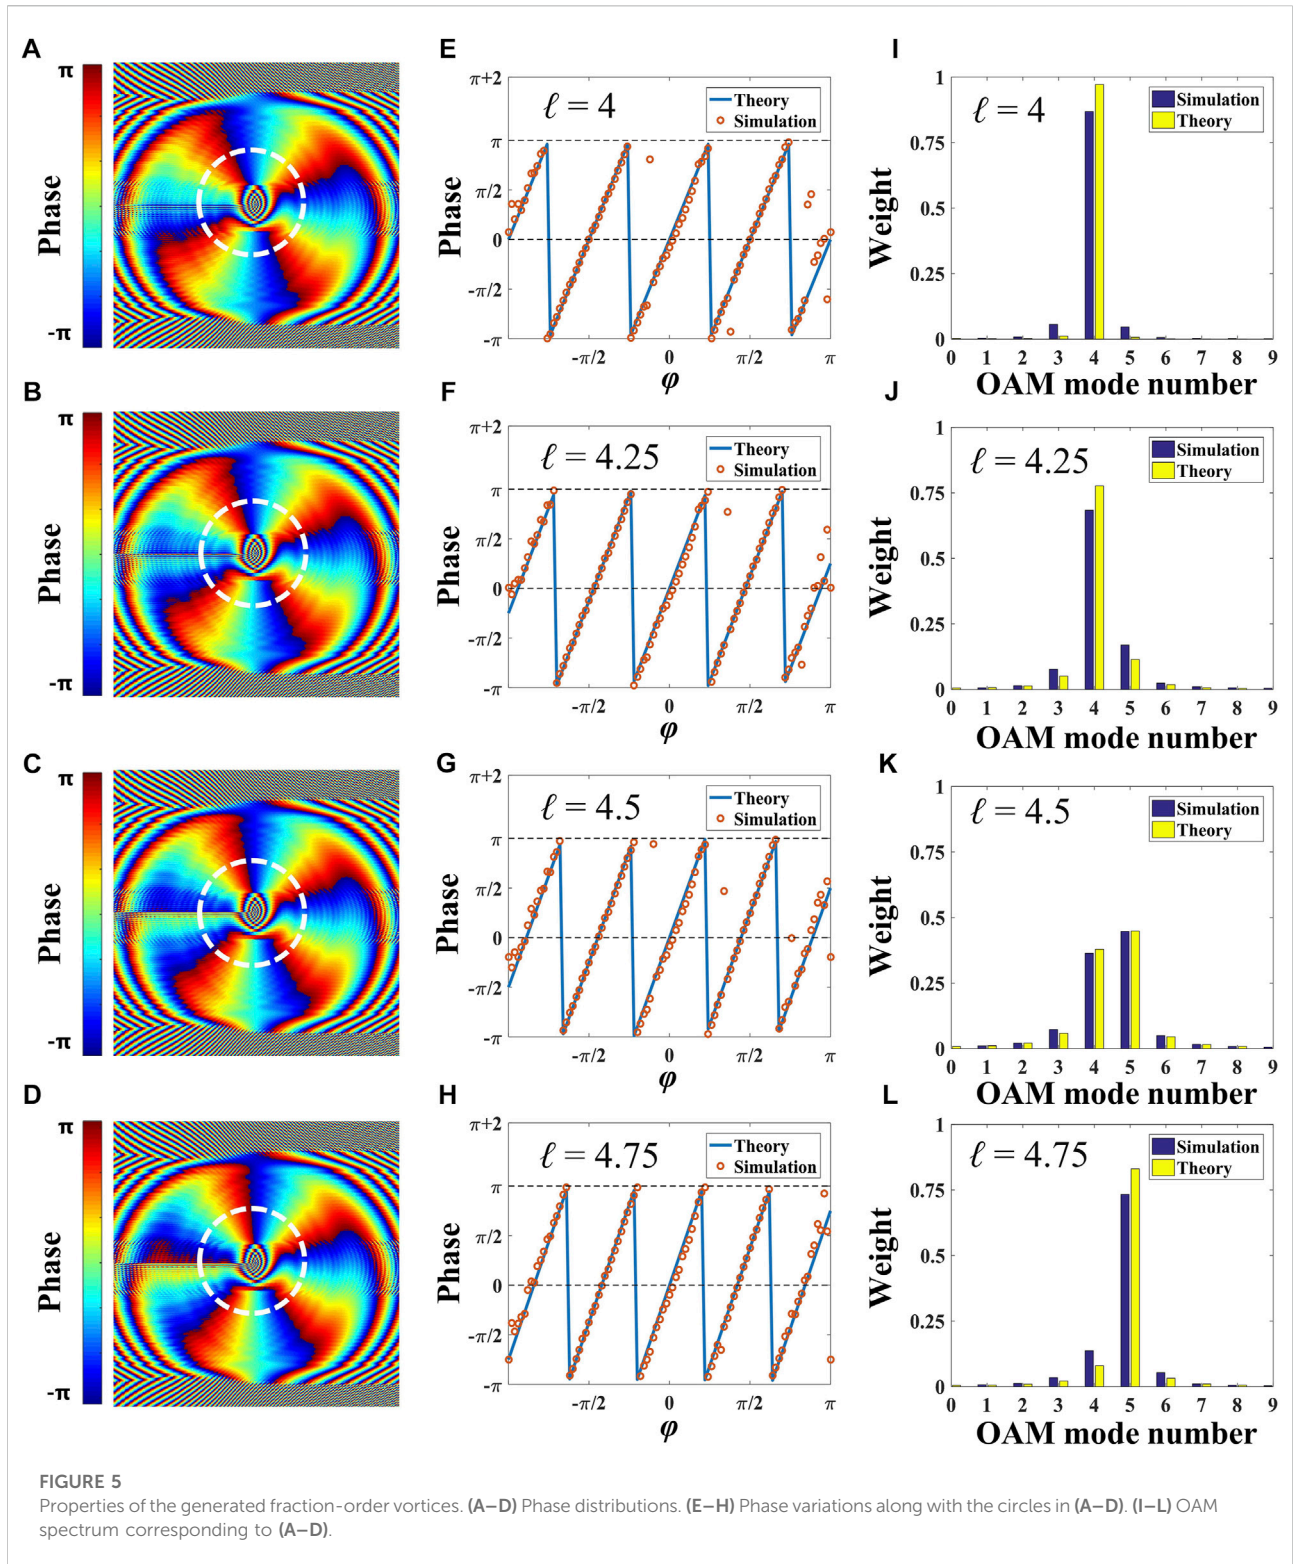 A
π
Phase
-π
E
π+2
π
π/2
0
-π/2
-π
Phase
ℓ = 4
Theory
Simulation
-π/2 0 π/2 π
φ
I
1
0.75
0.5
0.25
0
Weight
ℓ = 4
Simulation
Theory
0 1 2 3 4 5 6 7 8 9
OAM mode number
B
π
Phase
-π
F
π+2
π
π/2
0
-π/2
-π
Phase
ℓ = 4.25
Theory
Simulation
-π/2 0 π/2 π
φ
J
1
0.75
0.5
0.25
0
Weight
ℓ = 4.25
Simulation
Theory
0 1 2 3 4 5 6 7 8 9
OAM mode number
C
π
Phase
-π
G
π+2
π
π/2
0
-π/2
-π
Phase
ℓ = 4.5
Theory
Simulation
-π/2 0 π/2 π
φ
K
1
0.75
0.5
0.25
0
Weight
ℓ = 4.5
Simulation
Theory
0 1 2 3 4 5 6 7 8 9
OAM mode number
D
π
Phase
-π
H
π+2
π
π/2
0
-π/2
-π
Phase
ℓ = 4.75
Theory
Simulation
-π/2 0 π/2 π
φ
L
1
0.75
0.5
0.25
0
Weight
ℓ = 4.75
Simulation
Theory
0 1 2 3 4 5 6 7 8 9
OAM mode number
FIGURE 5
Properties of the generated fraction-order vortices. (A–D) Phase distributions. (E–H) Phase variations along with the circles in (A–D). (I–L) OAM
spectrum corresponding to (A–D).